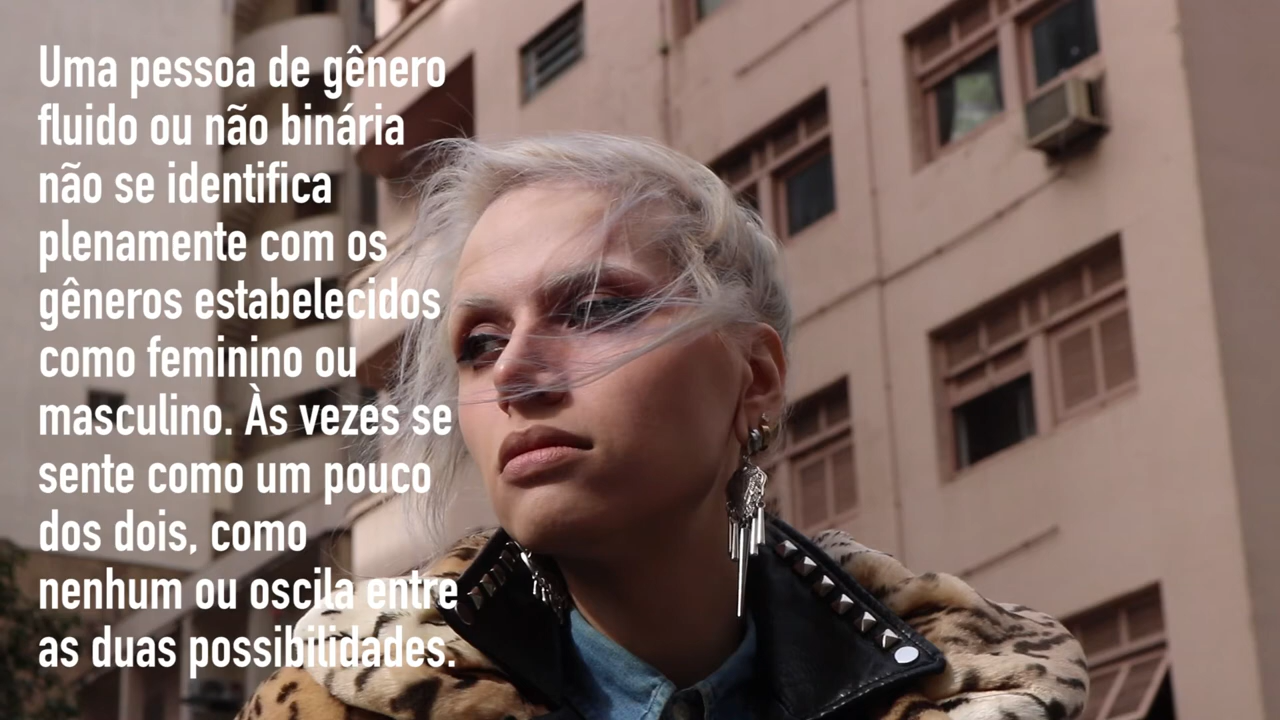 Uma pessoa de gênero
fluido ou não binária
não se identifica
plenamente com os
gêneros estabelecidos
como feminino ou
masculino. Às vezes se
sente como um pouco
dos dois, como
nenhum ou oscila entre
as duas possibilidades.